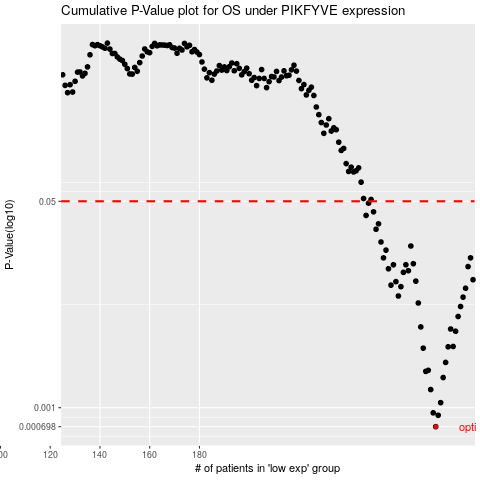 Cumulative P-Value plot for OS under PIKFYVE expression
P-Value(log10)
0.05
0.001
0.000698
opti
00 120 140 160 180
# of patients in 'low exp' group